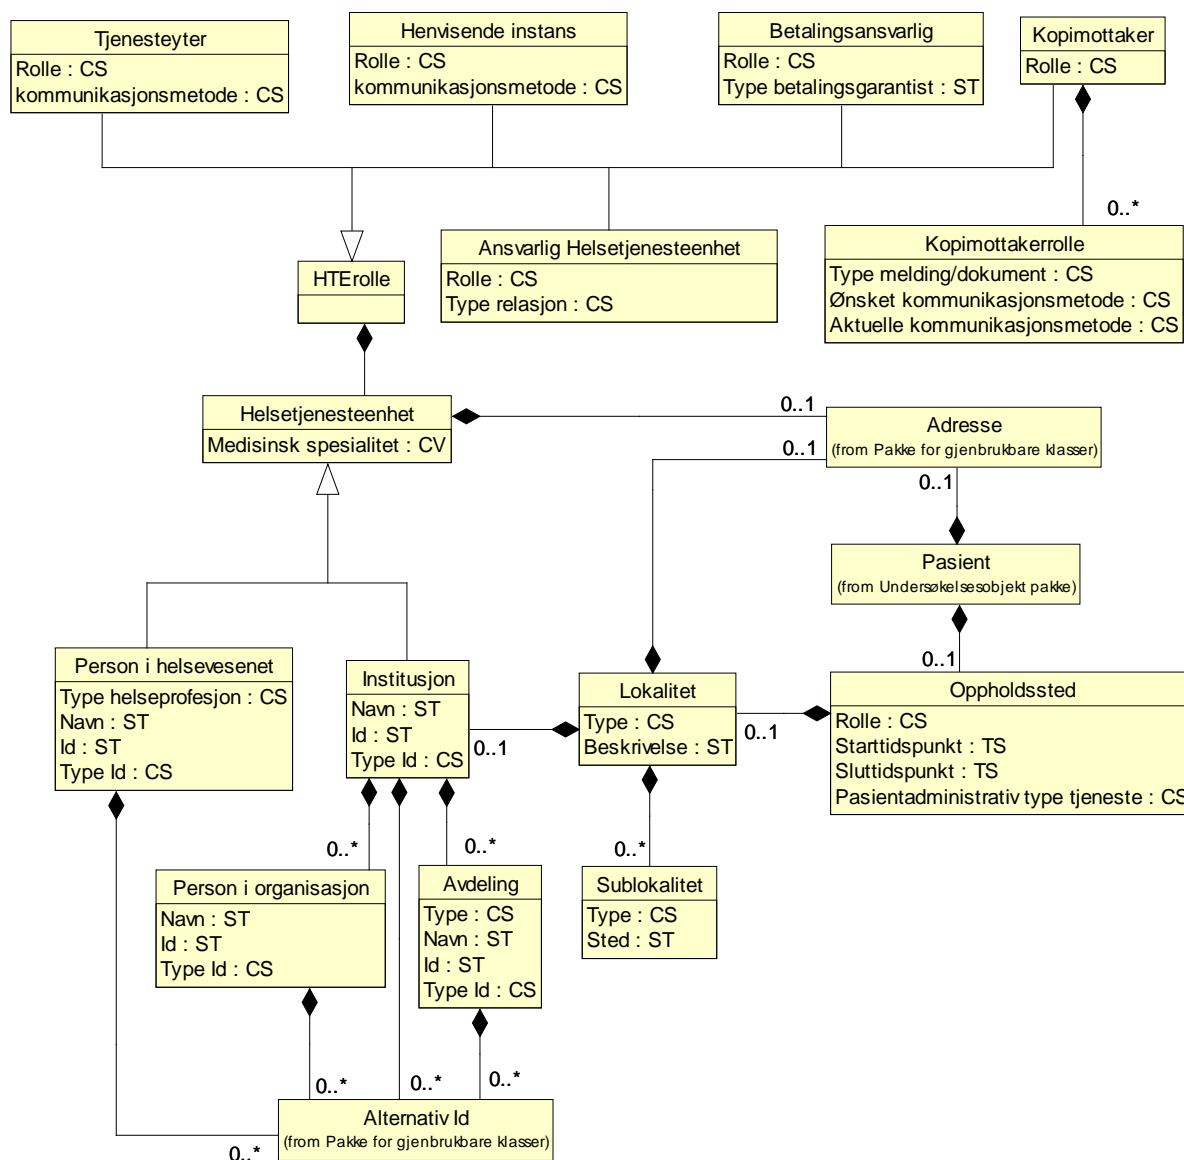 Tjenesteyter
Rolle : CS
kommunikasjonsmetode : CS
Henvisende instans
Rolle : CS
kommunikasjonsmetode : CS
Betalingsansvarlig
Rolle : CS
Type betalingsgarantist : ST
Kopimottaker
Rolle : CS
0..*
HTErolle
Ansvarlig Helsetjenesteenhet
Rolle : CS
Type relasjon : CS
Kopimottakerrolle
Type melding/dokument : CS
Ønsket kommunikasjonsmetode : CS
Aktuelle kommunikasjonsmetode : CS
Helsetjenesteenhet
Medisinsk spesialitet : CV
0..1
0..1
Adresse
(from Pakke for gjenbrukbare klasser)
0..1
Pasient
(from Undersøkelsesobjekt pakke)
0..1
Person i helsevesenet
Type helseprofesjon : CS
Navn : ST
Id : ST
Type Id : CS
Institusjon
Navn : ST
Id : ST
Type Id : CS
0..1
Lokalitet
Type : CS
Beskrivelse : ST
0..1
Oppholdssted
Rolle : CS
Starttidspunkt : TS
Sluttidspunkt : TS
Pasientadministrativ type tjeneste : CS
0..*
0..*
0..*
Person i organisasjon
Navn : ST
Id : ST
Type Id : CS
Avdeling
Type : CS
Navn : ST
Id : ST
Type Id : CS
Sublokalitet
Type : CS
Sted : ST
0..*
0..*
0..*
Alternativ Id
(from Pakke for gjenbrukbare klasser)
0..*